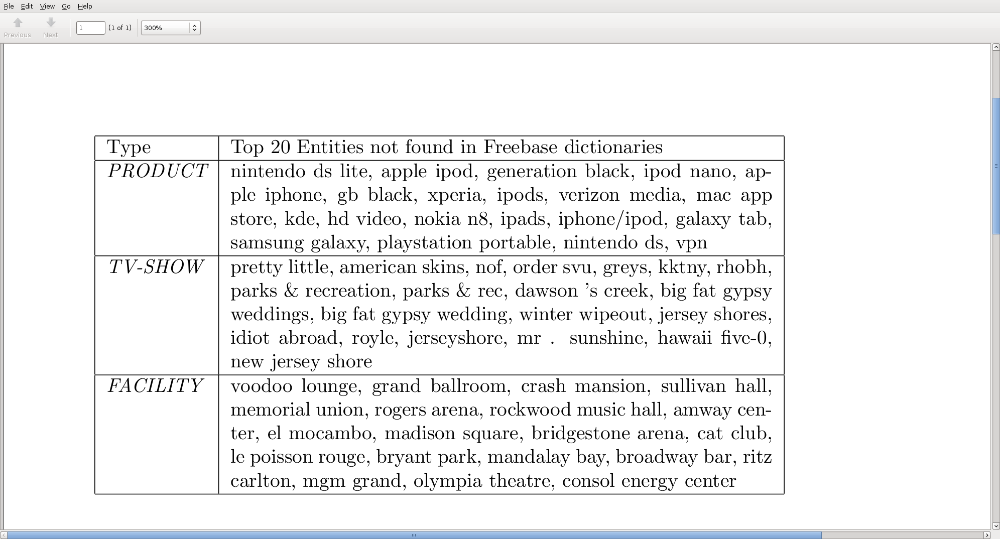 File Edit View Go Help
Previous Next 1 (1 of 1) 300%
Type Top 20 Entities not found in Freebase dictionaries
PRODUCT nintendo ds lite, apple ipod, generation black, ipod nano, ap-
ple iphone, gb black, xperia, ipods, verizon media, mac app
store, kde, hd video, nokia n8, ipads, iphone/ipod, galaxy tab,
samsung galaxy, playstation portable, nintendo ds, vpn
TV-SHOW pretty little, american skins, nof, order svu, greys, kktny, rhobh,
parks & recreation, parks & rec, dawson 's creek, big fat gypsy
weddings, big fat gypsy wedding, winter wipeout, jersey shores,
idiot abroad, royle, jerseyshore, mr . sunshine, hawaii five-0,
new jersey shore
FACILITY voodoo lounge, grand ballroom, crash mansion, sullivan hall,
memorial union, rogers arena, rockwood music hall, amway cen-
ter, el mocambo, madison square, bridgestone arena, cat club,
le poisson rouge, bryant park, mandalay bay, broadway bar, ritz
carlton, mgm grand, olympia theatre, consol energy center